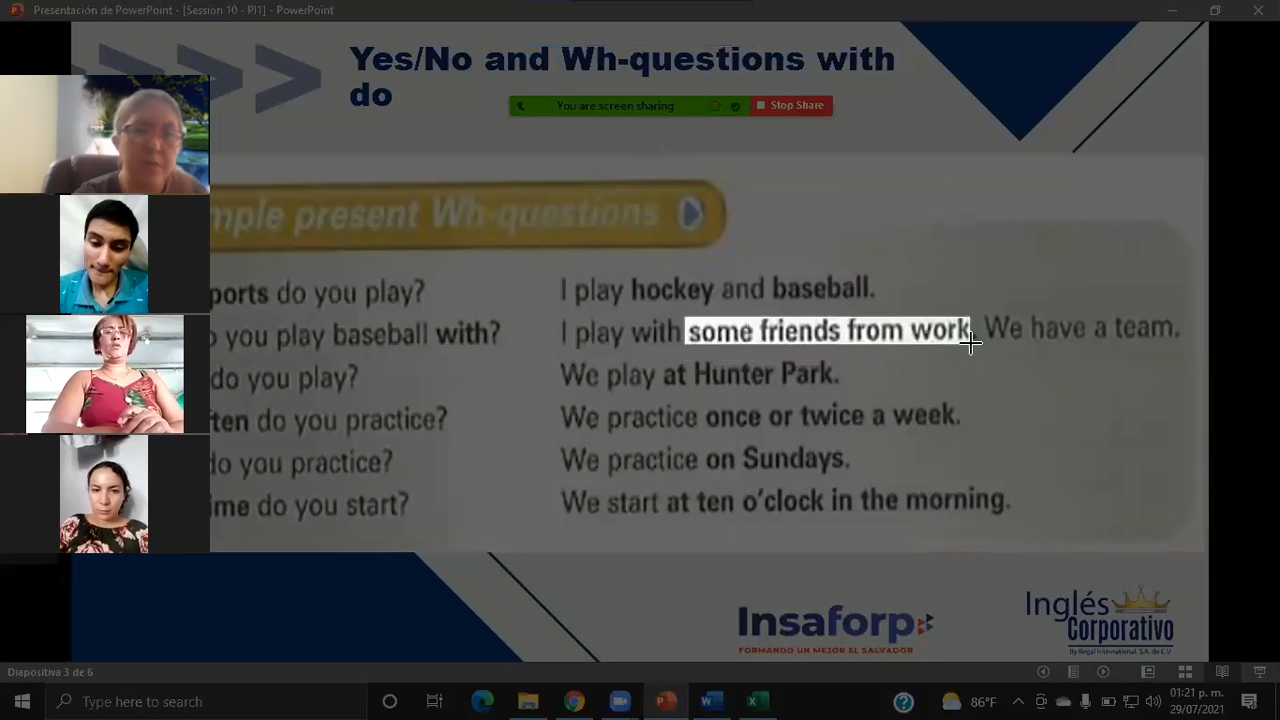 Presentación de PowerPoint - [Session 10 - PI1] - PowerPoint
Yes/No and Wh-questions with
do
You are screen sharing
Stop Share
mple present Wh-questions
ports do you play?
I play hockey and baseball.
o you play baseball with?
I play with some friends from work. We have a team.
do you play?
We play at Hunter Park.
ten do you practice?
We practice once or twice a week.
do you practice?
We practice on Sundays.
ime do you start?
We start at ten o'clock in the morning.
Insaforp
FORMANDO UN MEJOR EL SALVADOR
Inglés
Corporativo
By Regal International, S.A. de C.V
Diapositiva 3 de 6
Type here to search
86°F
01:21 p. m.
29/07/2021